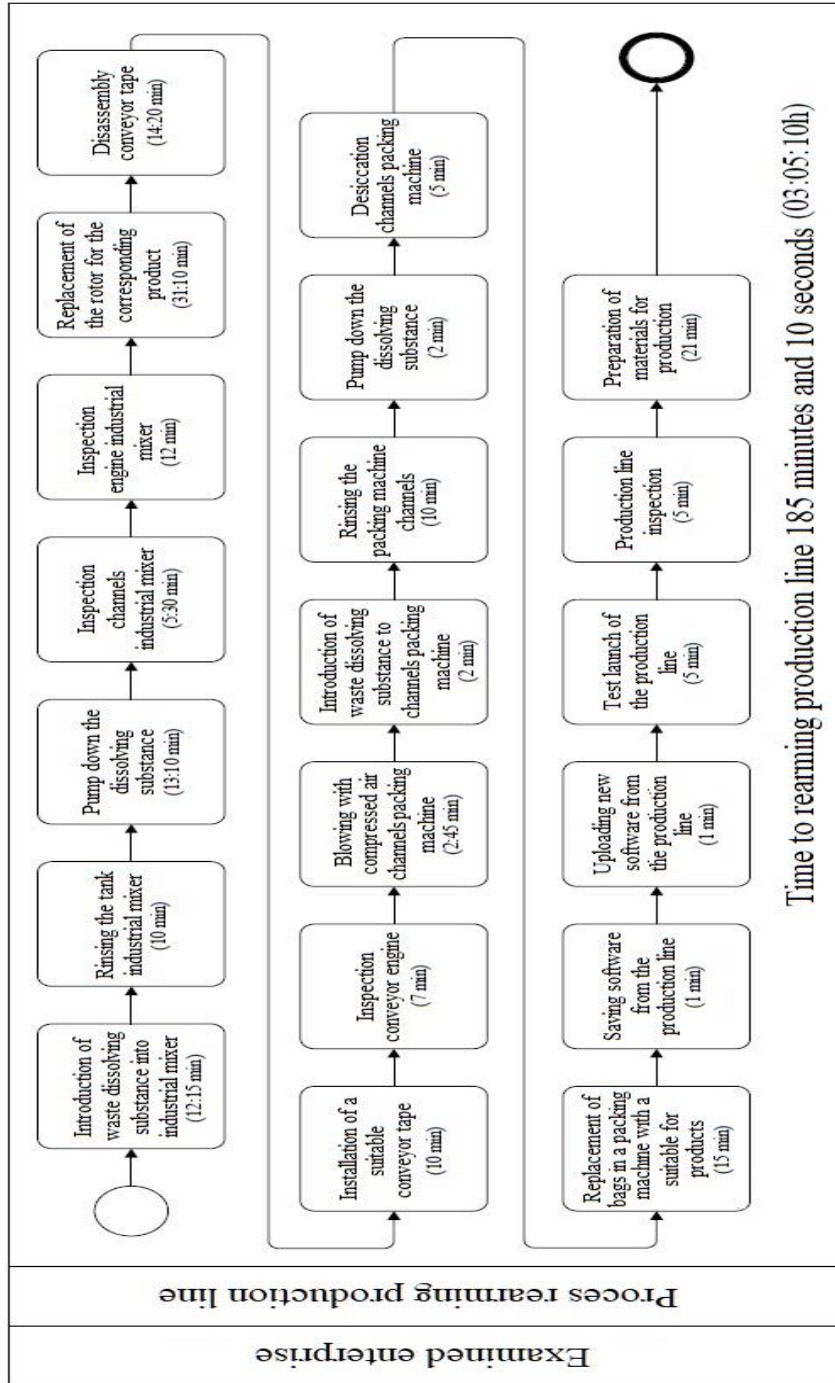 Examined enterprise
Proces rearming production line
Introduction of
waste dissolving
substance into
industrial mixer
(12:15 min)
Rinsing the tank
industrial mixer
(10 min)
Pump down the
dissolving
substance
(13:10 min)
Inspection
channels
industrial mixer
(5:30 min)
Inspection
engine industrial
mixer
(12 min)
Replacement of
the rotor for the
corresponding
product
(31:10 min)
Disassembly
conveyor tape
(14:20 min)
Installation of a
suitable
conveyor tape
(10 min)
Inspection
conveyor engine
(7 min)
Blowing with
compressed air
channels packing
machine
(2:45 min)
Introduction of
waste dissolving
substance to
channels packing
machine
(2 min)
Rinsing the
packing machine
channels
(10 min)
Pump down the
dissolving
substance
(2 min)
Desiccation
channels packing
machine
(5 min)
Replacement of
bags in a packing
machine with a
suitable for
products
(15 min)
Saving software
from the
production line
(1 min)
Uploading new
software from
the production
line
(1 min)
Test launch of
the production
line
(5 min)
Production line
inspection
(5 min)
Preparation of
materials for
production
(21 min)
Time to rearming production line 185 minutes and 10 seconds (03:05:10h)